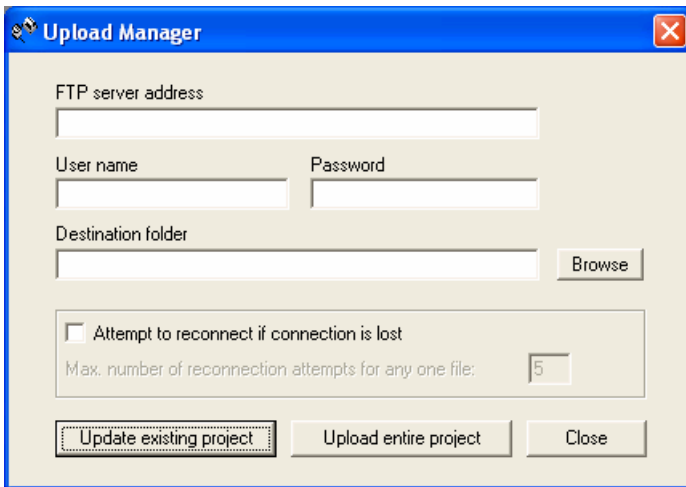 Upload Manager
FTP server address
User name Password
Destination folder
Browse
Attempt to reconnect if connection is lost
Max. number of reconnection attempts for any one file: 5
Update existing project Upload entire project Close